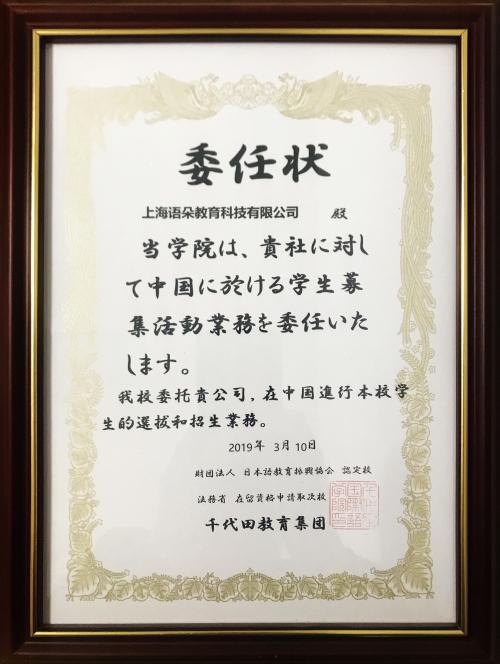 委任状
上海语朵教育科技有限公司 殿
当学院は、貴社に対し
て中国に於ける学生募
集活動業務を委任いた
します。
我校委托貴公司,在中国進行本校学
生的選拔和招生業務。
2019年 3月10日
財団法人 日本語教育振興協会 認定校
法務省 在留資格申請取次校
千代田教育集团